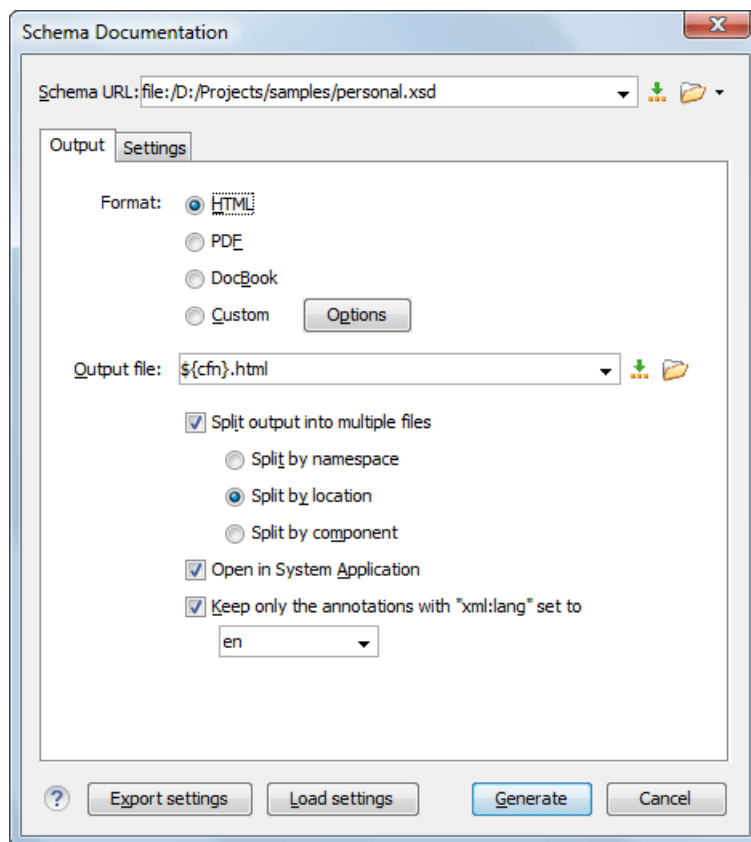 Schema Documentation
Schema URL: file:/D:/Projects/samples/personal.xsd
Output Settings
Format: HTML
PDF
DocBook
Custom Options
Output file: ${cfn}.html
Split output into multiple files
Split by namespace
Split by location
Split by component
Open in System Application
Keep only the annotations with "xml:lang" set to
en
? Export settings Load settings Generate Cancel